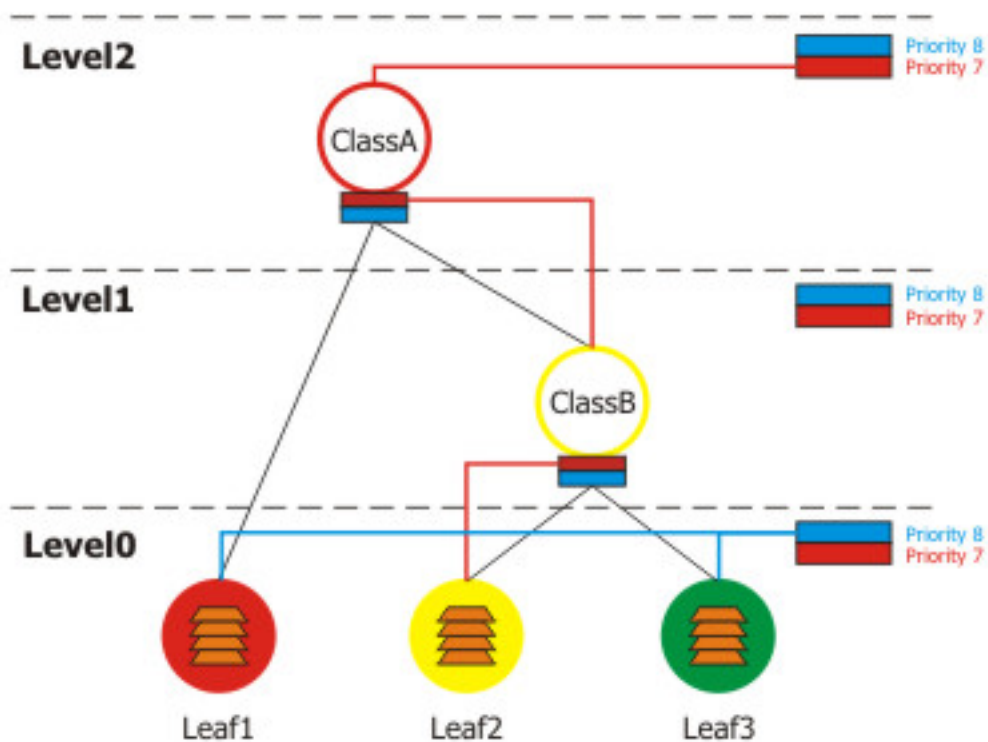 Level2
Priority 8
Priority 7
ClassA
Level1
Priority 8
Priority 7
ClassB
Level0
Priority 8
Priority 7
Leaf1
Leaf2
Leaf3